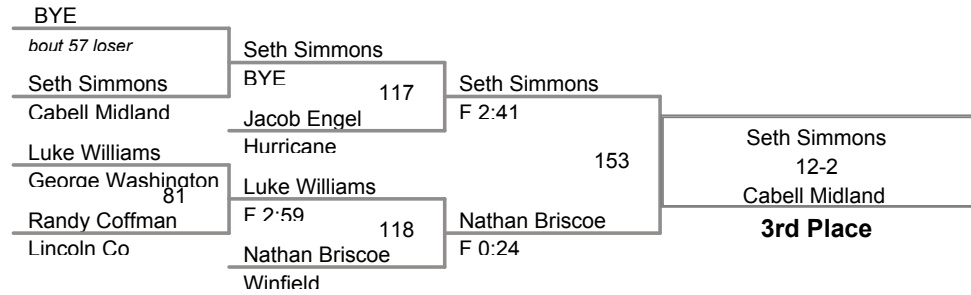 BYE
bout 57 loser
Seth Simmons
Cabell Midland
Luke Williams
George Washington
81
Randy Coffman
Lincoln Co
Seth Simmons
BYE
117
Jacob Engel
Hurricane
Luke Williams
F 2:59
118
Nathan Briscoe
Winfield
Seth Simmons
F 2:41
153
Nathan Briscoe
F 0:24
Seth Simmons
12-2
Cabell Midland
3rd Place